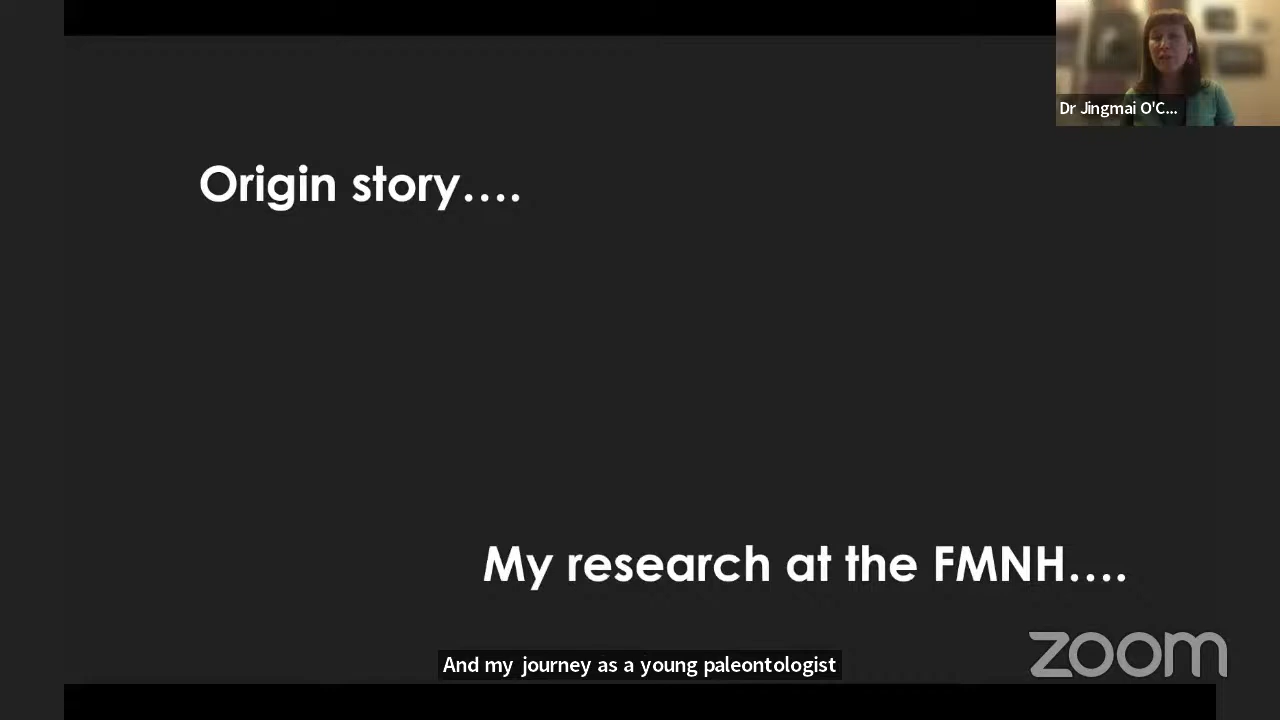 Dr Jingmai O'C...
Origin story....
My research at the FMNH....
And my journey as a young paleontologist
zoom